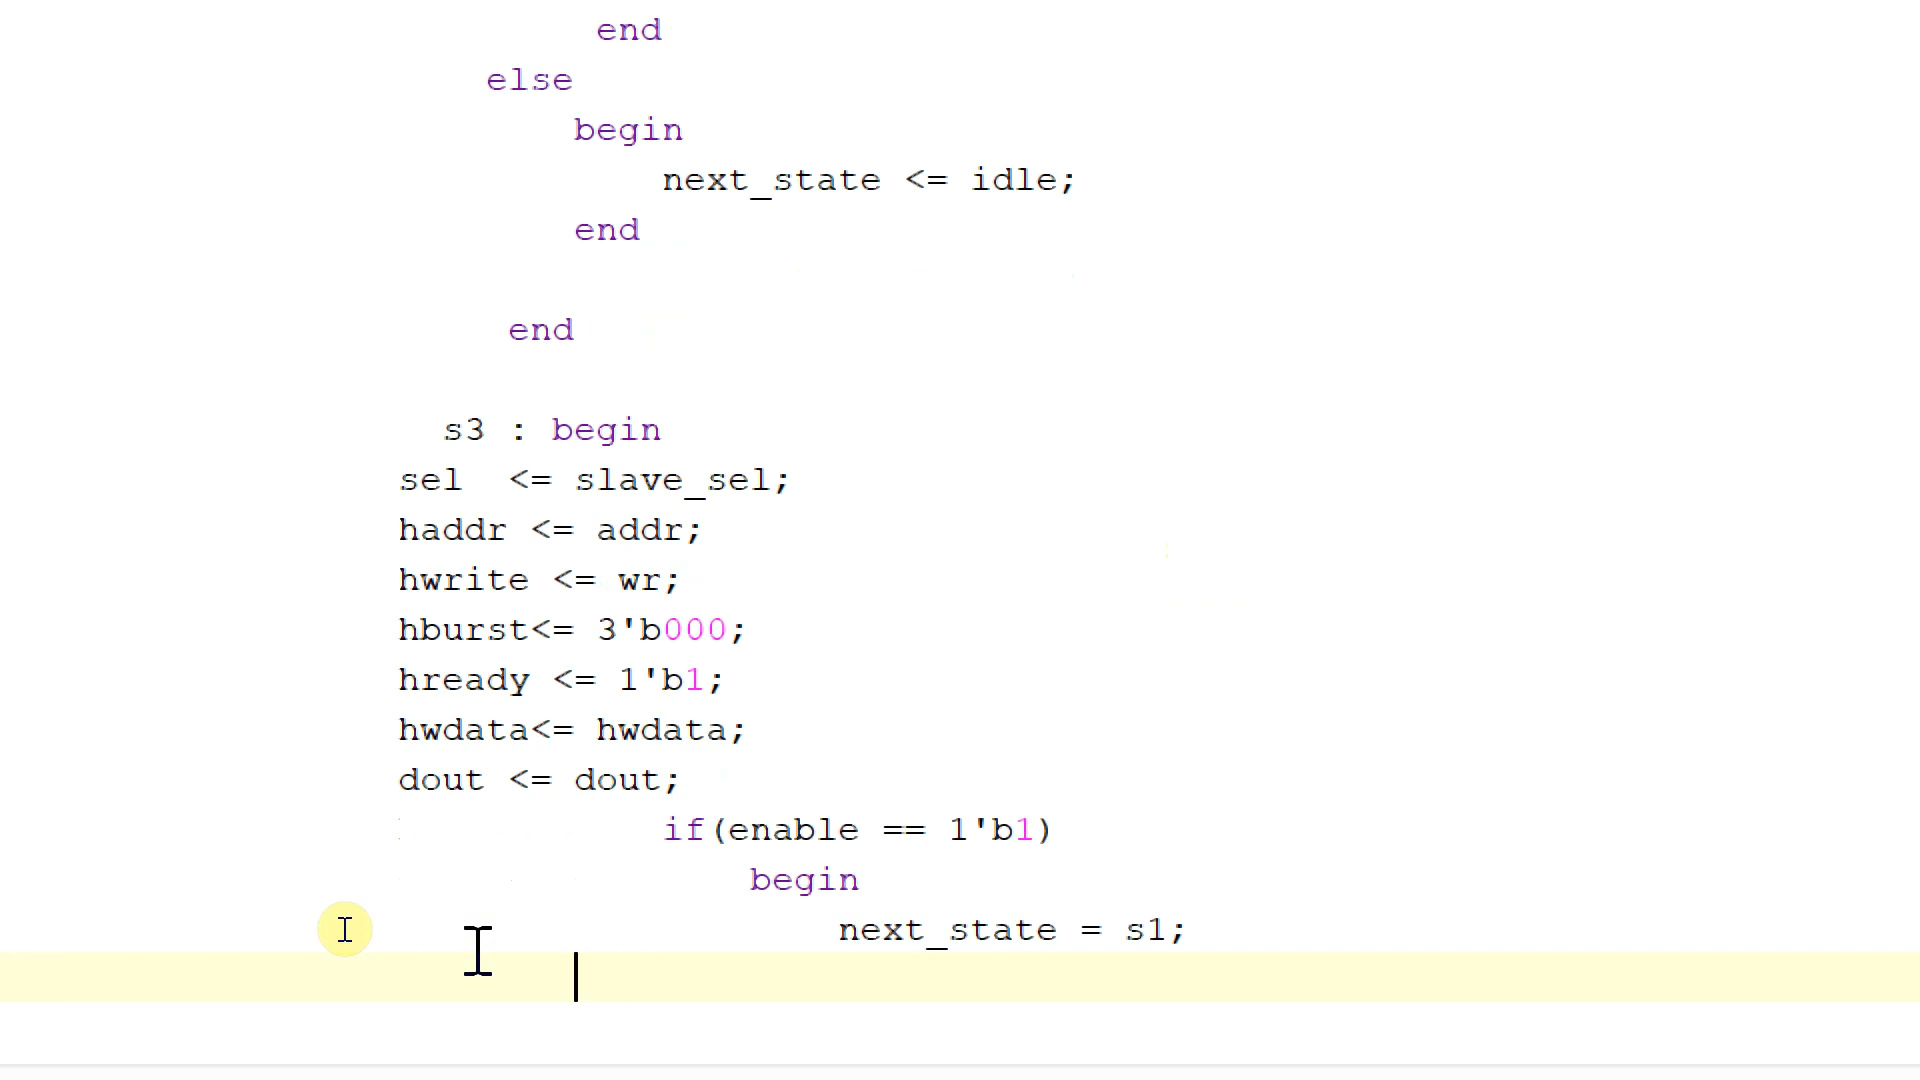 end
else
begin
next_state <= idle;
end
end
s3 : begin
sel  <= slave_sel;
haddr <= addr;
hwrite <= wr;
hburst<= 3'b000;
hready <= 1'b1;
hwdata<= hwdata;
dout <= dout;
if(enable == 1'b1)
begin
next_state = s1;